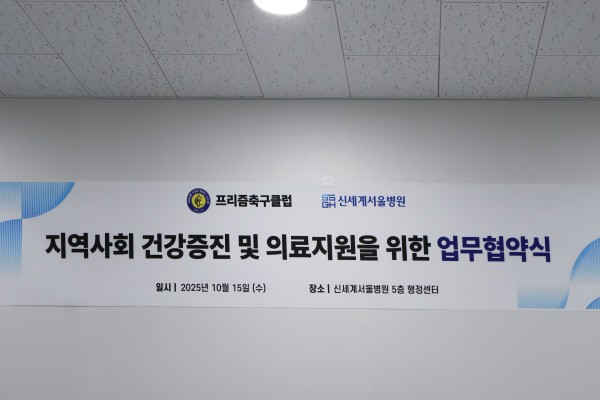 프리즘축구클럽 신세계서울병원
지역사회 건강증진 및 의료지원을 위한 업무협약식
일시 | 2025년 10월 15일 (수) 장소 | 신세계서울병원 5층 행정센터